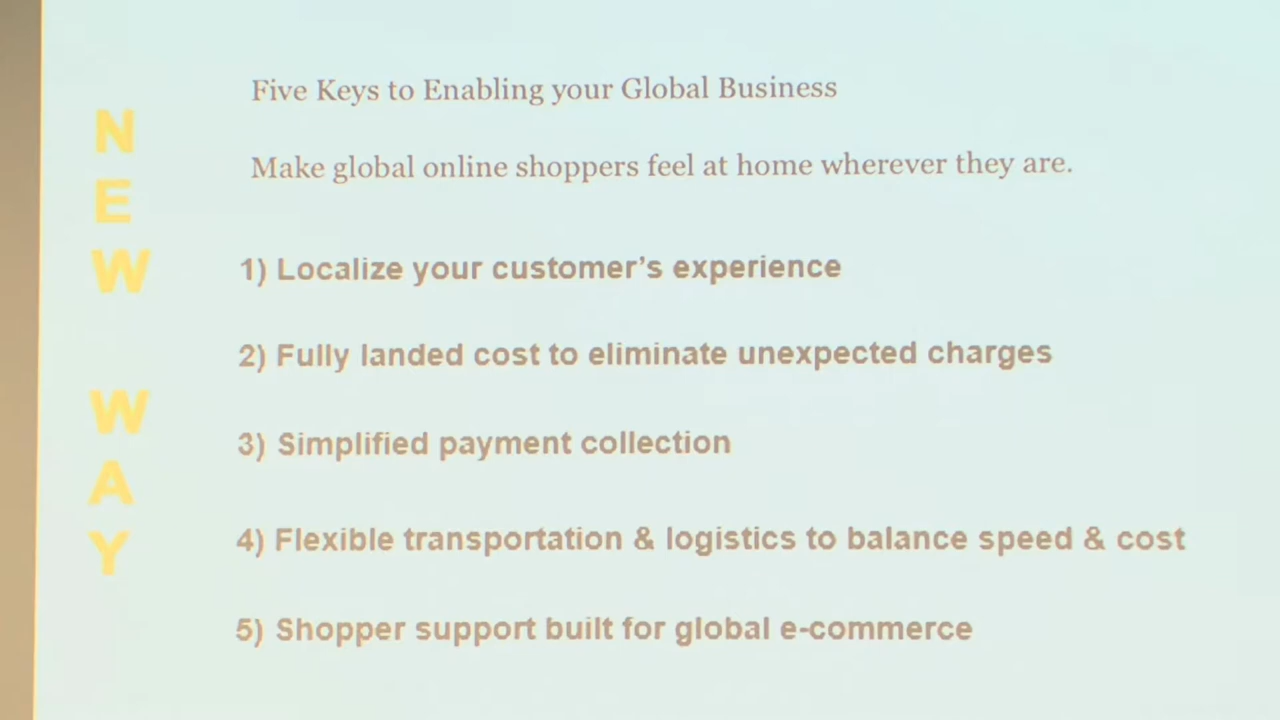 NEW WAY
Five Keys to Enabling your Global Business
Make global online shoppers feel at home wherever they are.
1) Localize your customer's experience
2) Fully landed cost to eliminate unexpected charges
3) Simplified payment collection
4) Flexible transportation & logistics to balance speed & cost
5) Shopper support built for global e-commerce